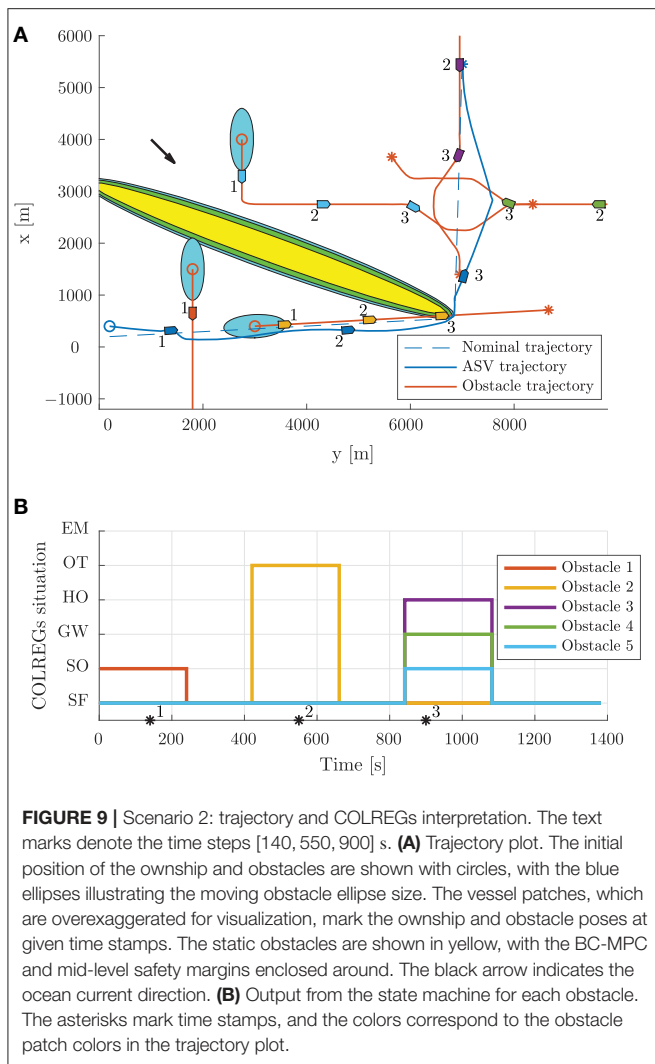 A
6000
5000
4000
3000
2000
1000
0
−1000
x [m]
0
2000
4000
6000
8000
y [m]
1
2
3
1
2
3
1
1
2
3
1
2
3
2
3
Nominal trajectory
ASV trajectory
Obstacle trajectory
B
COLREGs situation
EM
OT
HO
GW
SO
SF
1
2
3
0
200
400
600
800
1000
1200
1400
Time [s]
Obstacle 1
Obstacle 2
Obstacle 3
Obstacle 4
Obstacle 5
FIGURE 9 | Scenario 2: trajectory and COLREGs interpretation. The text
marks denote the time steps [140, 550, 900] s. (A) Trajectory plot. The initial
position of the ownship and obstacles are shown with circles, with the blue
ellipses illustrating the moving obstacle ellipse size. The vessel patches, which
are overexaggerated for visualization, mark the ownship and obstacle poses at
given time stamps. The static obstacles are shown in yellow, with the BC-MPC
and mid-level safety margins enclosed around. The black arrow indicates the
ocean current direction. (B) Output from the state machine for each obstacle.
The asterisks mark time stamps, and the colors correspond to the obstacle
patch colors in the trajectory plot.